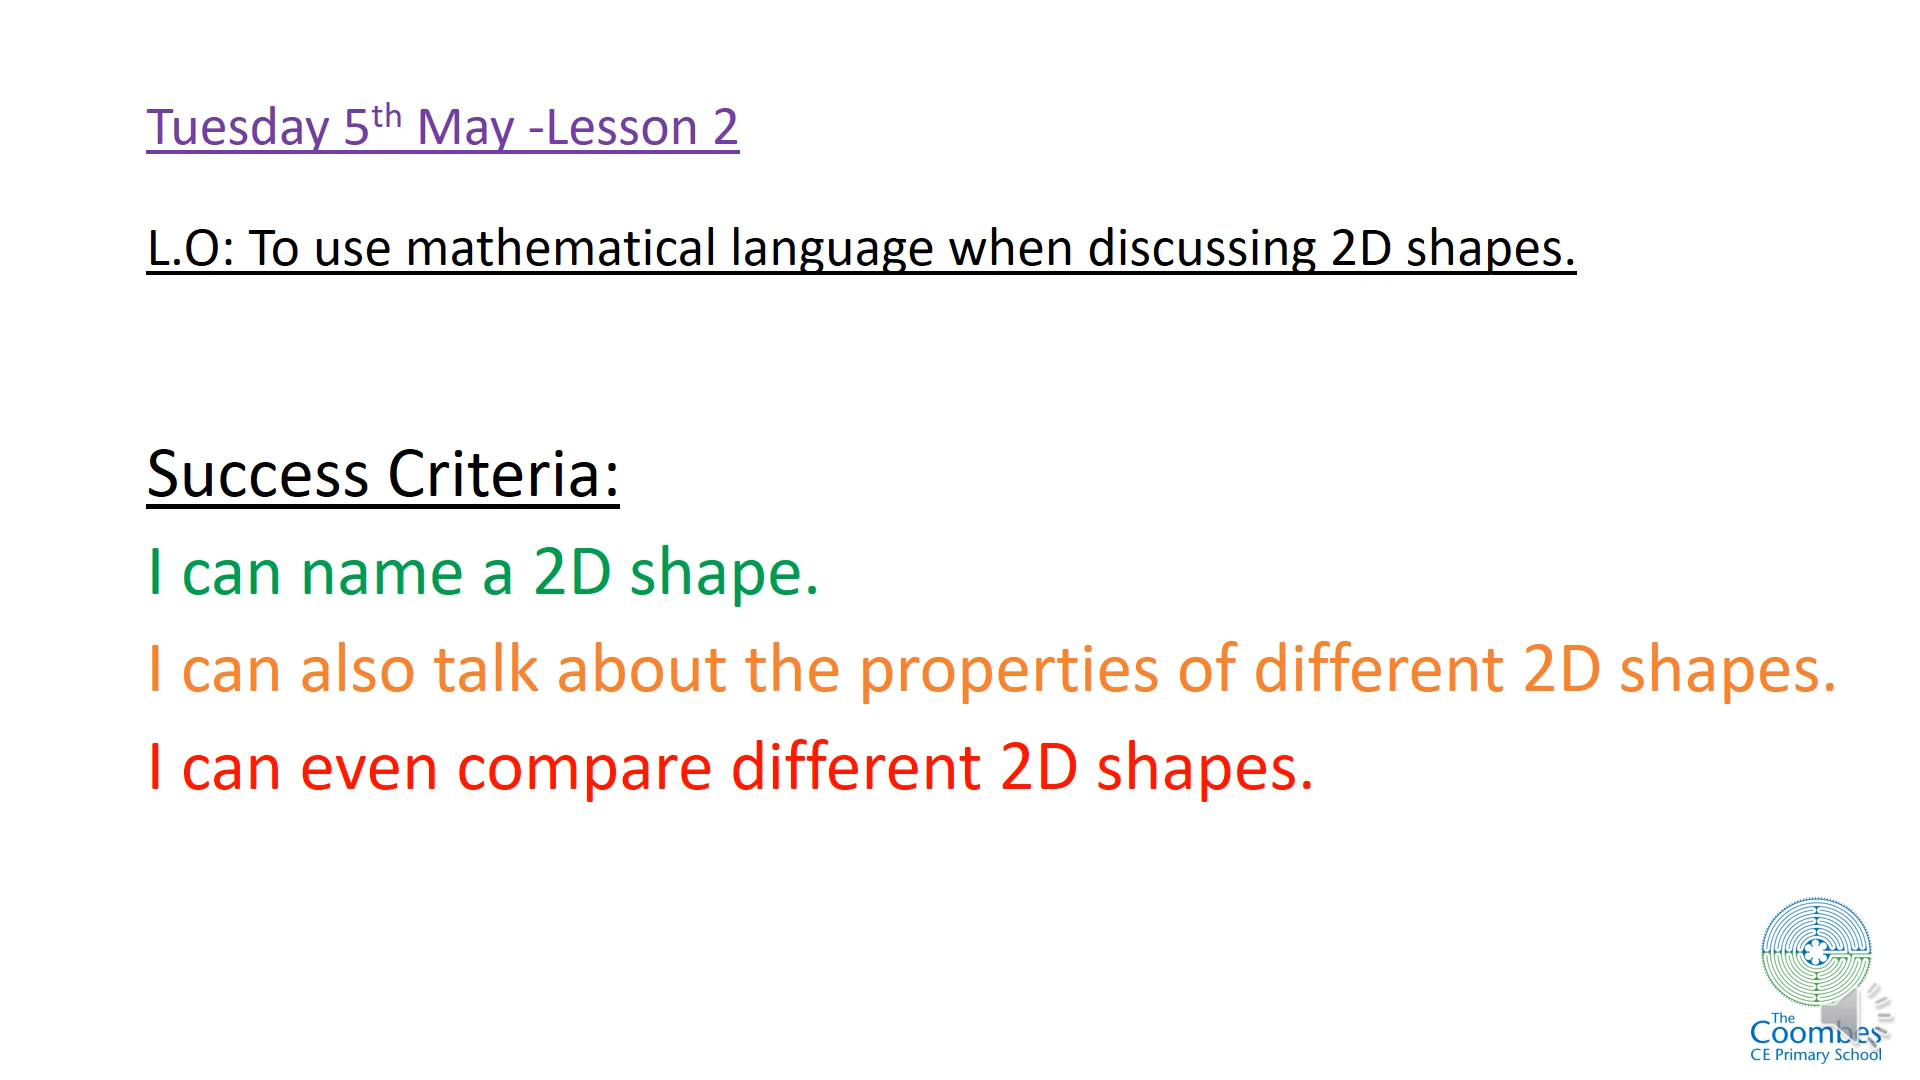 Tuesday 5th May -Lesson 2
L.O: To use mathematical language when discussing 2D shapes.
Success Criteria:
I can name a 2D shape.
I can also talk about the properties of different 2D shapes.
I can even compare different 2D shapes.
The
Coombes
CE Primary School